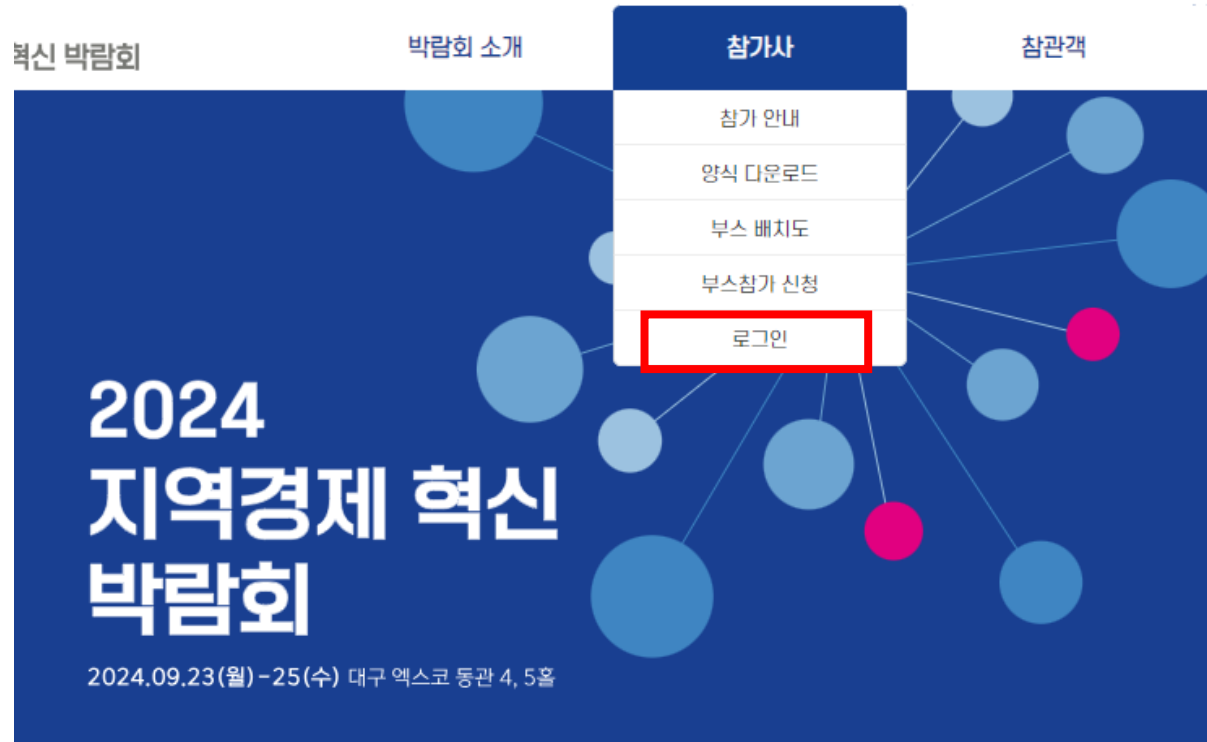 혁신 박람회
박람회 소개
참가사
참관객
참가 안내
양식 다운로드
부스 배치도
부스참가 신청
로그인
2024
지역경제 혁신
박람회
2024.09.23(월)-25(수) 대구 엑스코 동관 4, 5홀